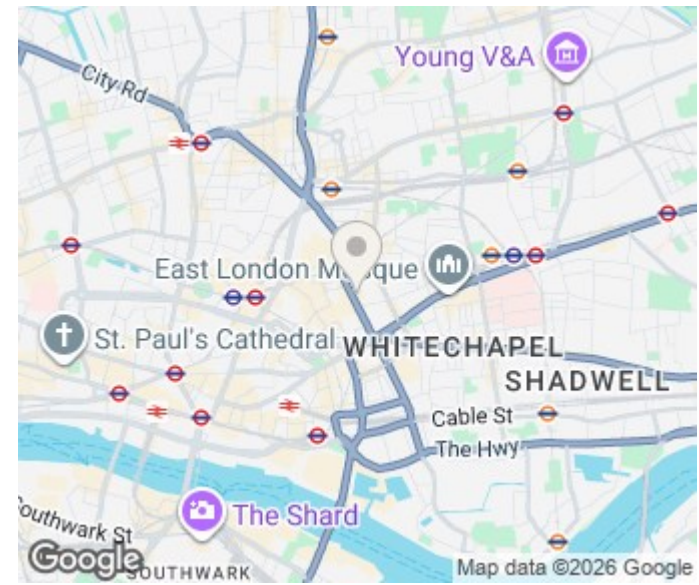 Young V&A
City Rd
East London Mosque
St. Paul's Cathedral
WHITECHAPEL
SHADWELL
Cable St
The Hwy
Southwark St
The Shard
Google
SOUTHWARK
Map data ©2026 Google